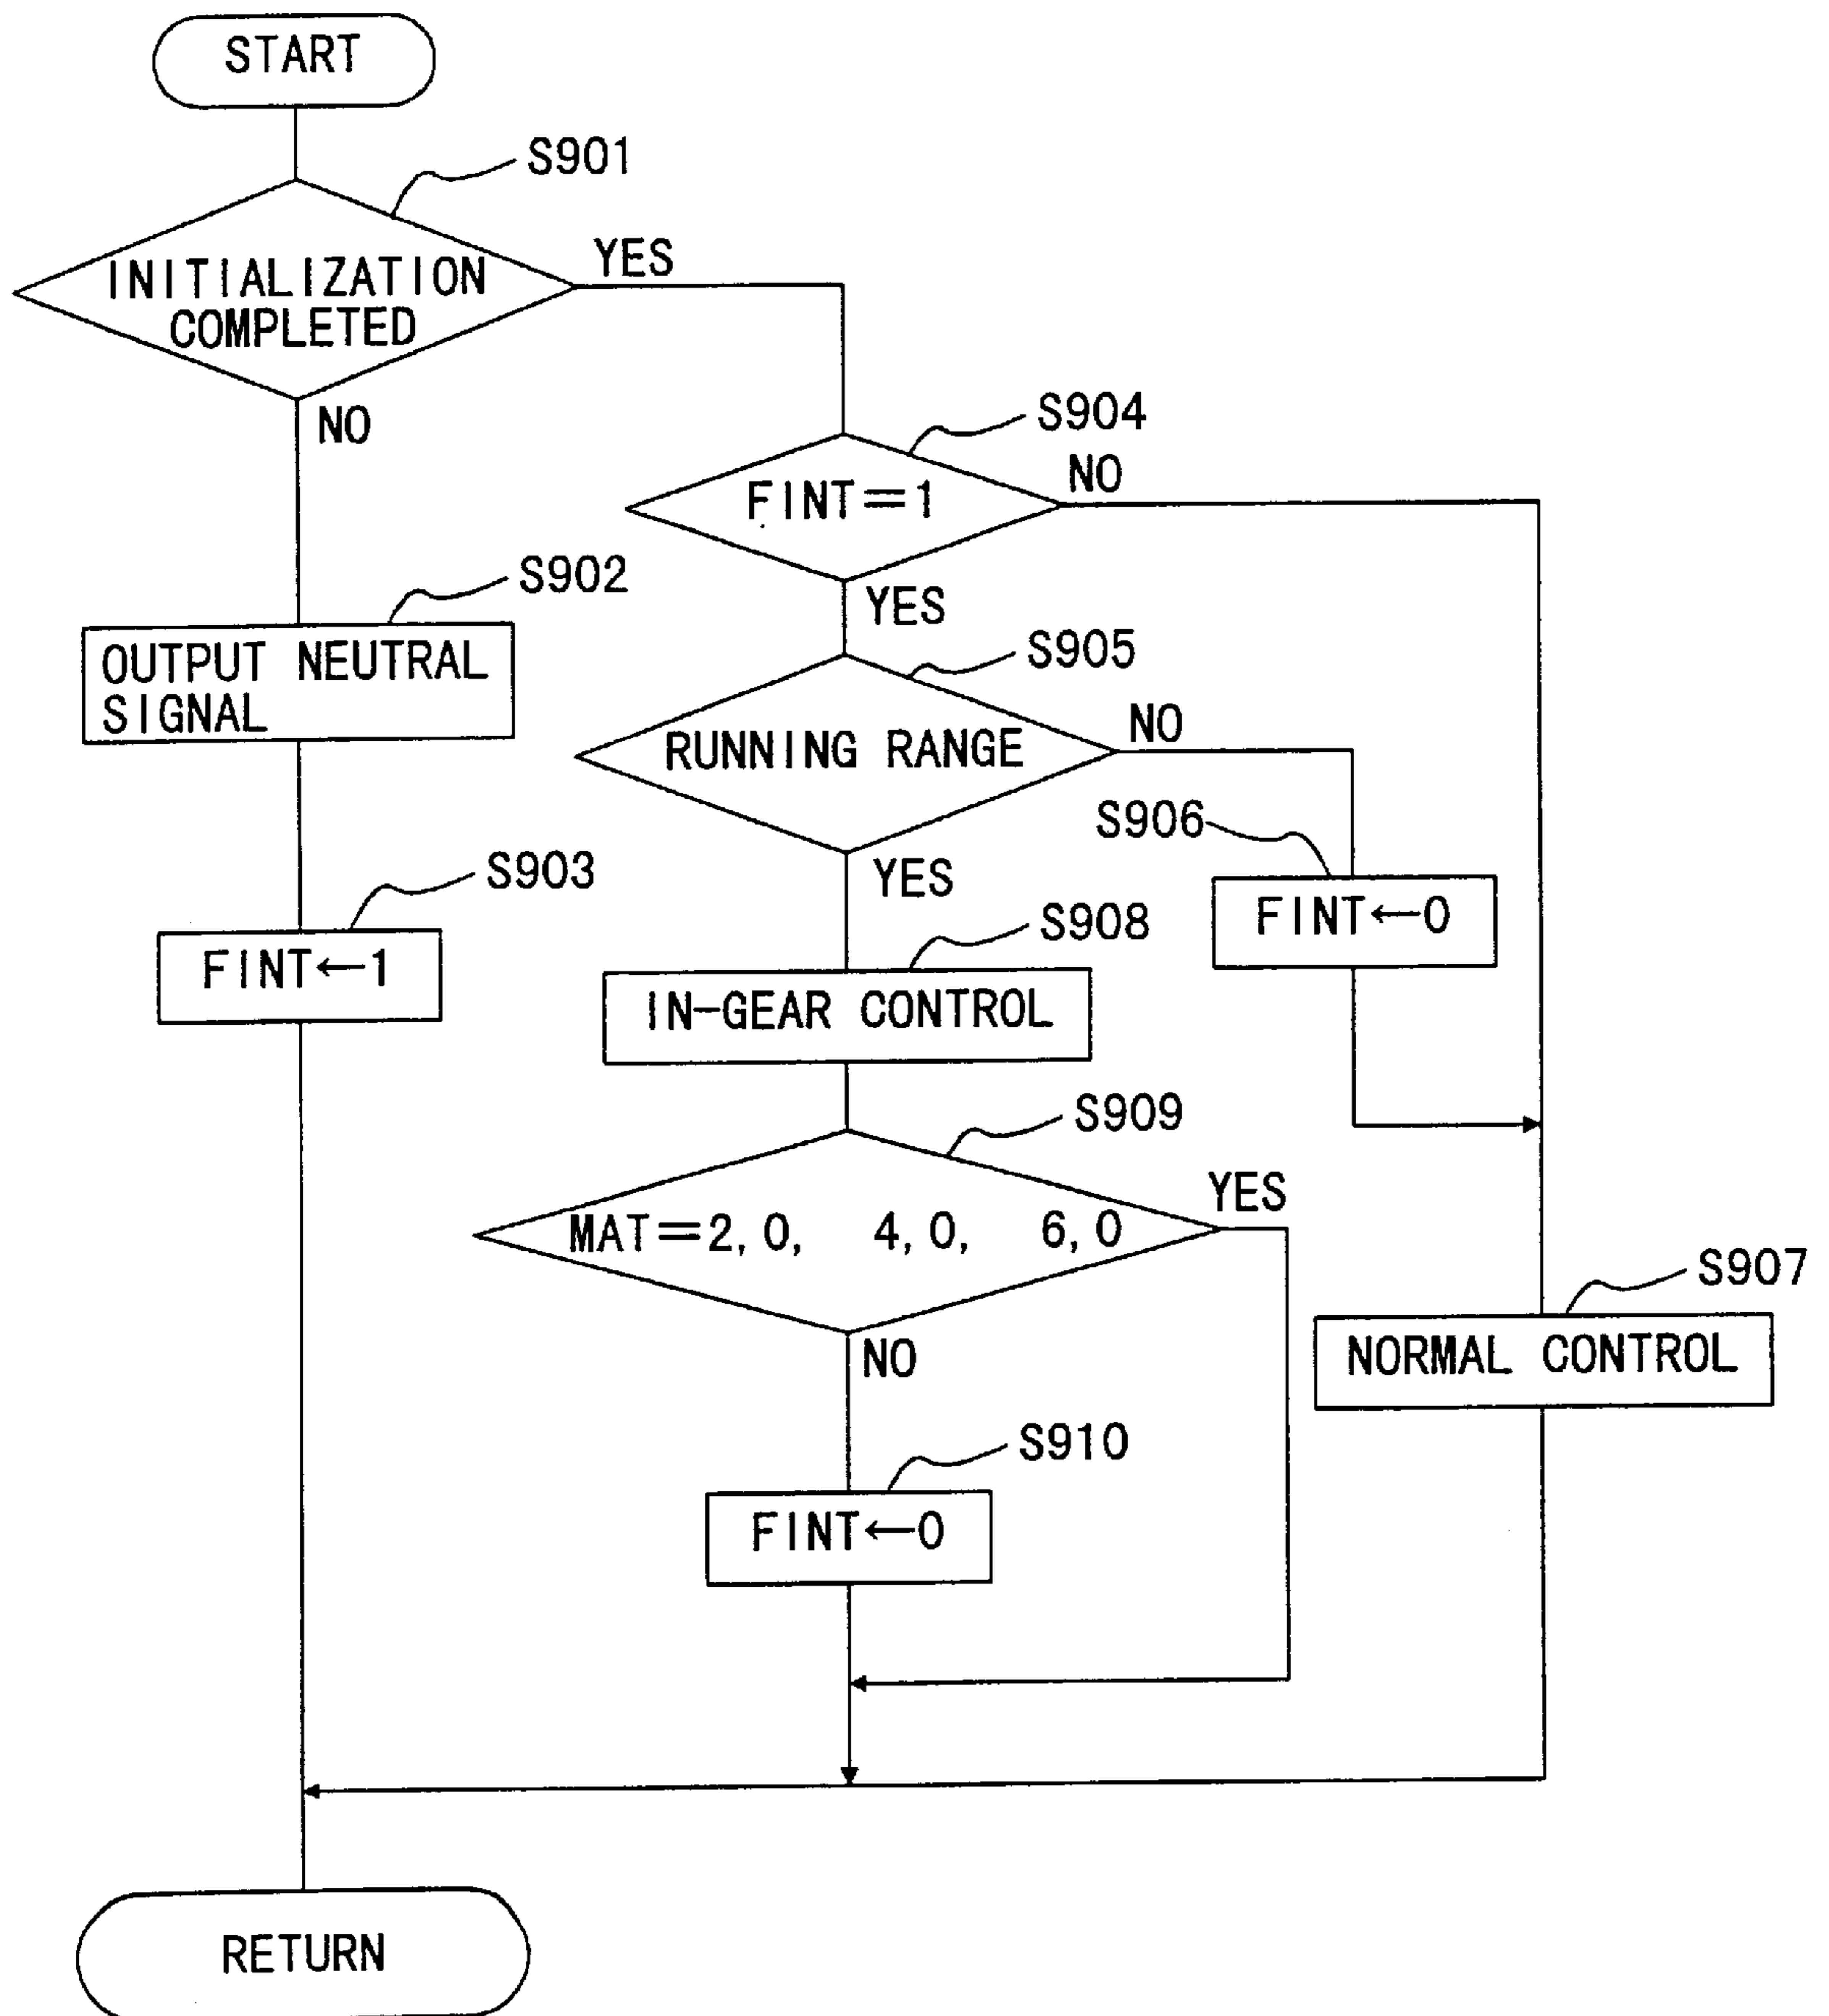 START
S901
INITIALIZATION
COMPLETED
YES
NO
S904
FINT=1
NO
YES
S902
OUTPUT NEUTRAL
SIGNAL
S905
RUNNING RANGE
NO
YES
S906
FINT←0
S903
FINT←1
S908
IN-GEAR CONTROL
S909
MAT=2,0, 4,0, 6,0
YES
NO
S907
NORMAL CONTROL
S910
FINT←0
RETURN